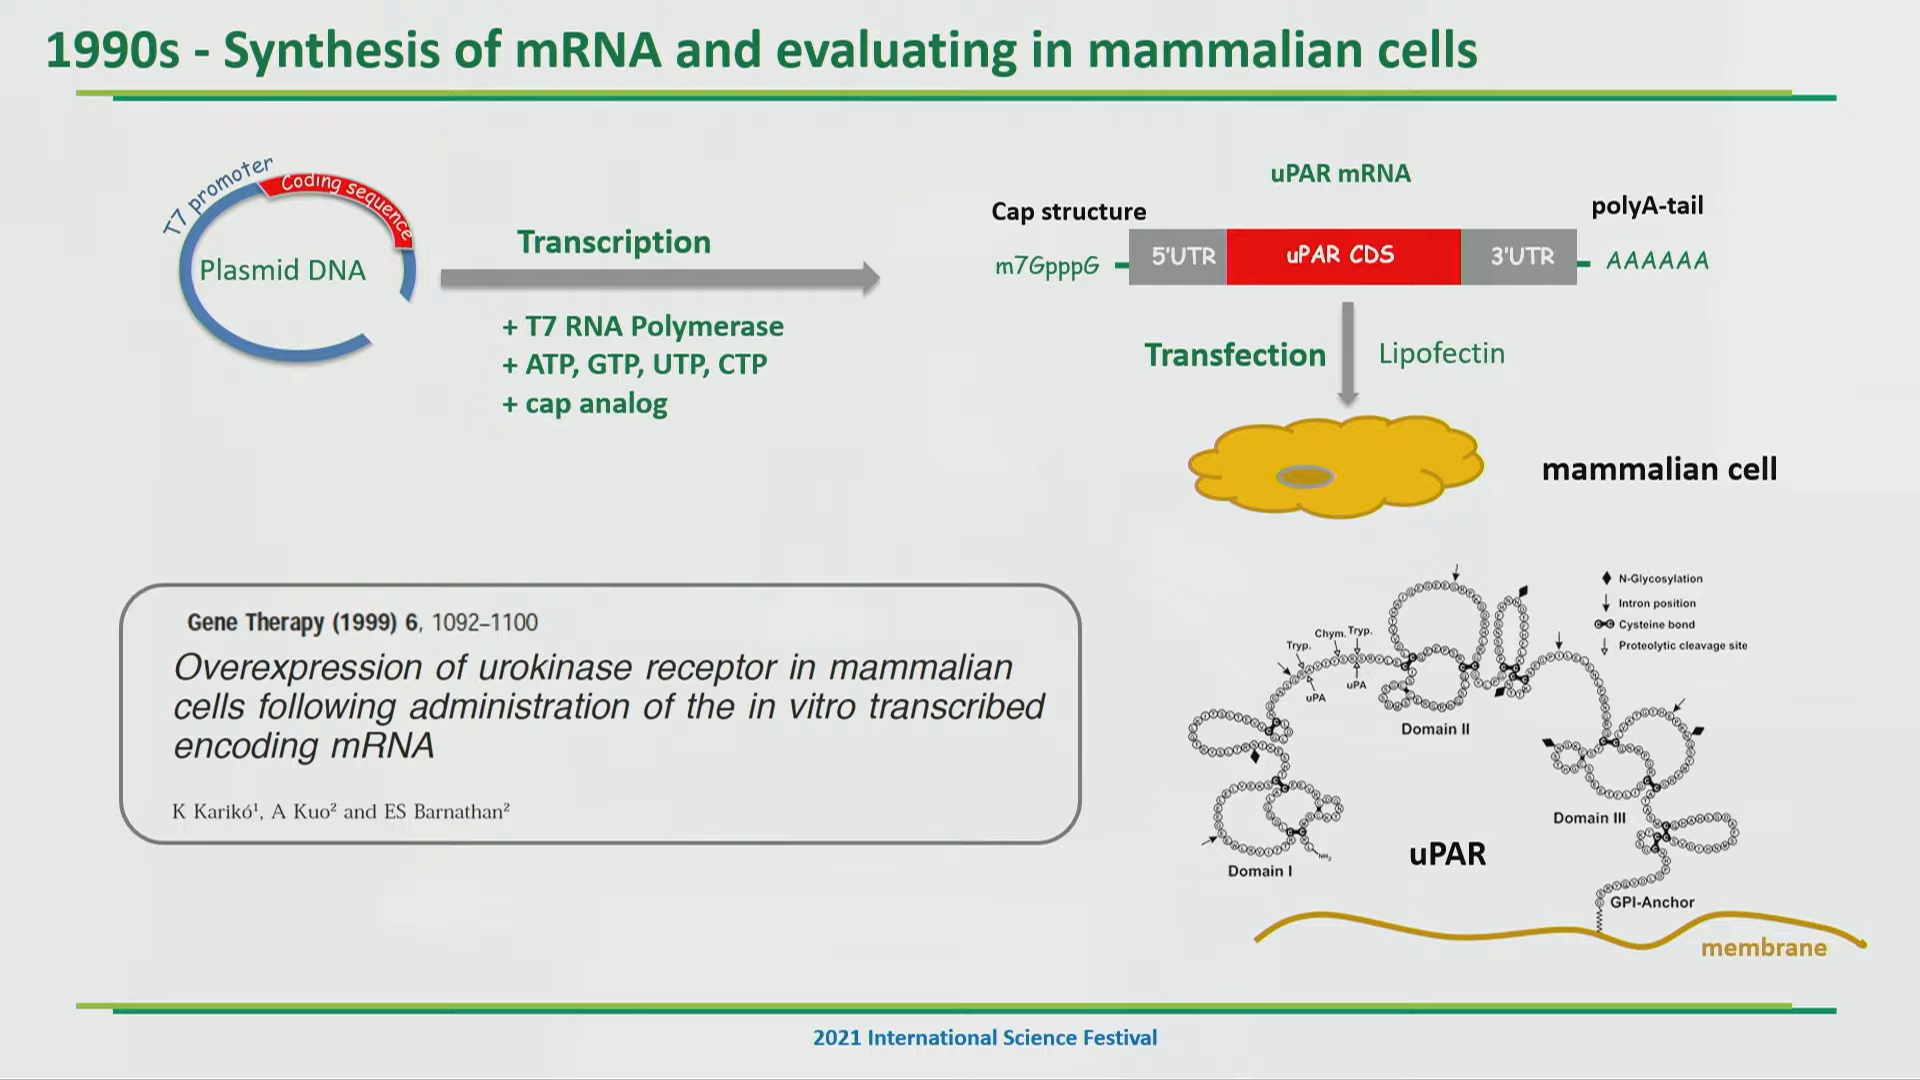 1990s - Synthesis of mRNA and evaluating in mammalian cells
T7 promoter
Coding sequence
Plasmid DNA
Transcription
+ T7 RNA Polymerase
+ ATP, GTP, UTP, CTP
+ cap analog
uPAR mRNA
Cap structure
polyA-tail
m7GpppG
5'UTR
uPAR CDS
3'UTR
AAAAAA
Transfection
Lipofectin
mammalian cell
Gene Therapy (1999) 6, 1092–1100
Overexpression of urokinase receptor in mammalian
cells following administration of the in vitro transcribed
encoding mRNA
K Karikó¹, A Kuo² and ES Barnathan²
N-Glycosylation
Intron position
Cysteine bond
Proteolytic cleavage site
Tryp.
Chym.
Tryp.
uPA
uPA
Domain II
Domain III
Domain I
NH₂
uPAR
GPI-Anchor
membrane
2021 International Science Festival